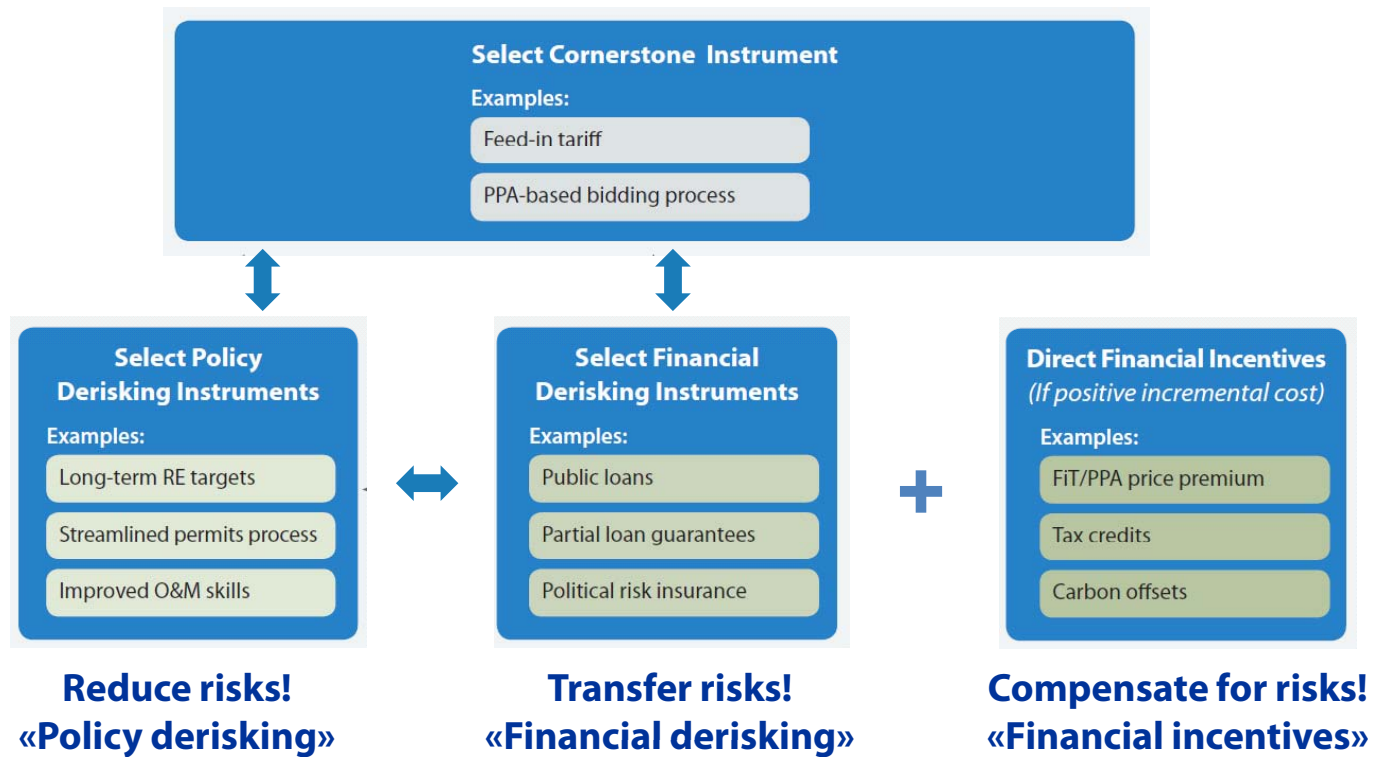 Select Cornerstone Instrument
Examples:
Feed-in tariff
PPA-based bidding process
Select Policy
Derisking Instruments
Examples:
Long-term RE targets
Streamlined permits process
Improved O&M skills
Select Financial
Derisking Instruments
Examples:
Public loans
Partial loan guarantees
Political risk insurance
Direct Financial Incentives
(If positive incremental cost)
Examples:
FiT/PPA price premium
Tax credits
Carbon offsets
Reduce risks!
«Policy derisking»
Transfer risks!
«Financial derisking»
Compensate for risks!
«Financial incentives»